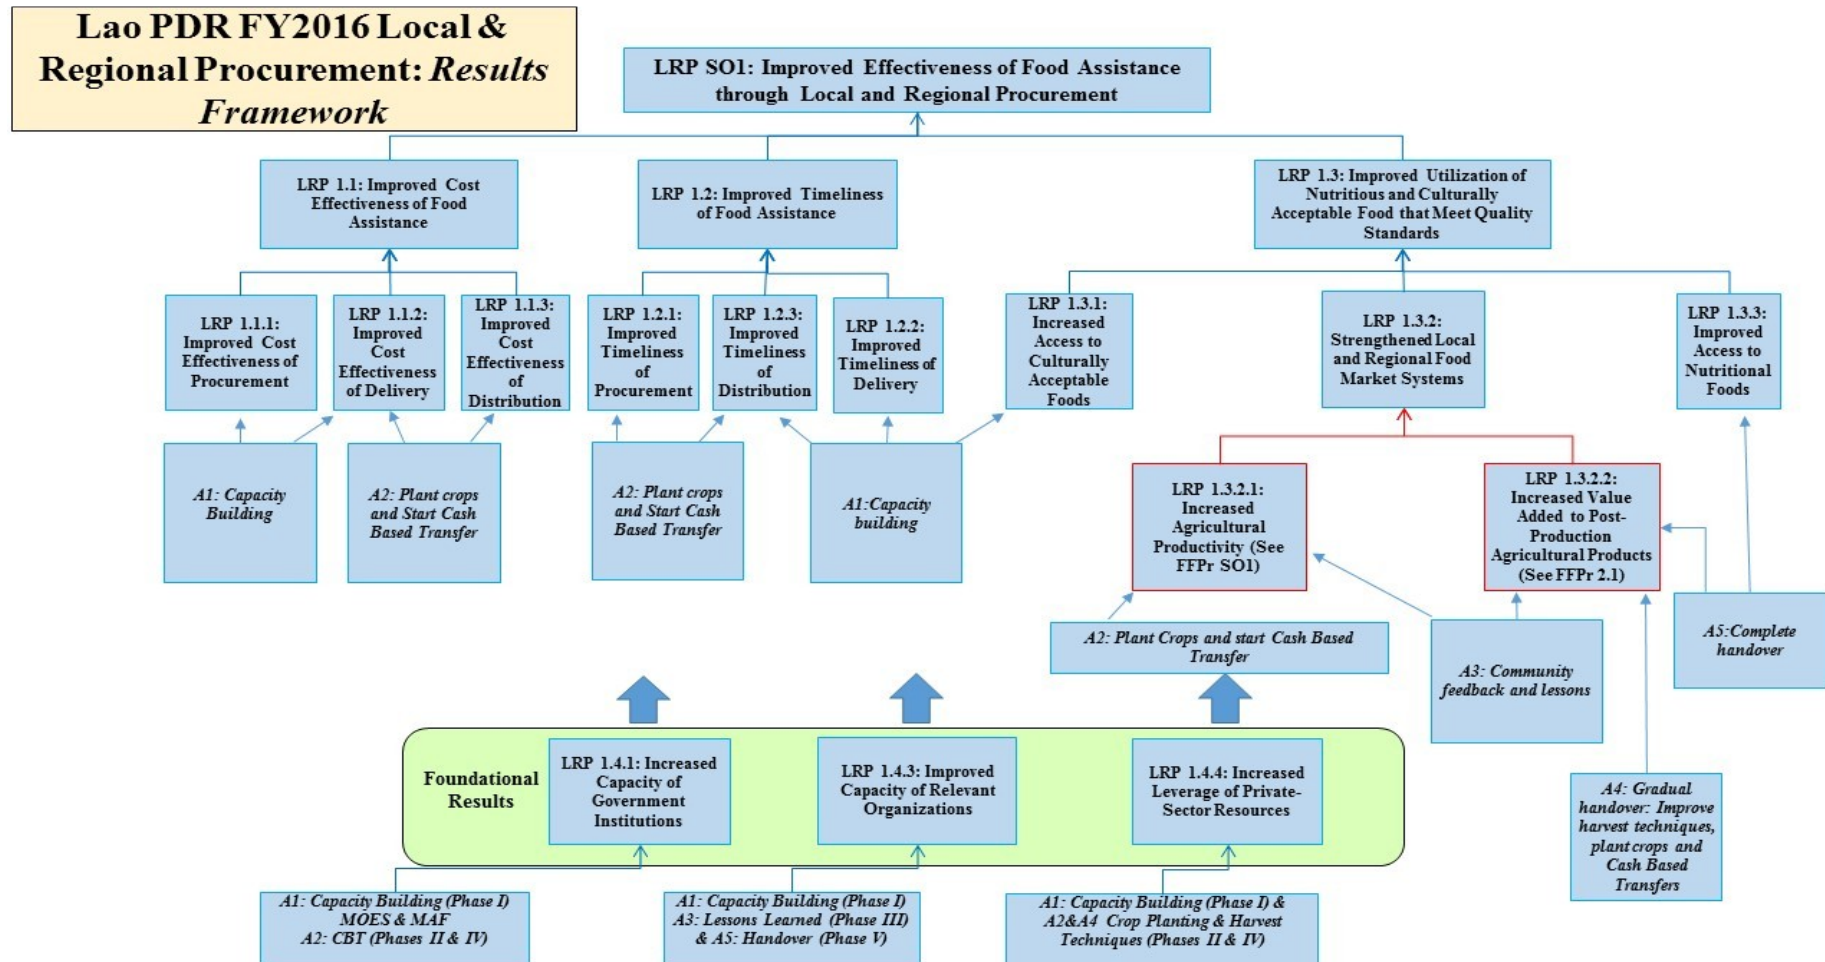 Lao PDR FY2016 Local &
Regional Procurement: Results
Framework
LRP SO1: Improved Effectiveness of Food Assistance
through Local and Regional Procurement
LRP 1.1: Improved Cost
Effectiveness of Food
Assistance
LRP 1.2: Improved Timeliness
of Food Assistance
LRP 1.3: Improved Utilization of
Nutritious and Culturally
Acceptable Food that Meet Quality
Standards
LRP 1.1.1:
Improved Cost
Effectiveness of
Procurement
LRP 1.1.2:
Improved
Cost
Effectiveness
of Delivery
LRP 1.1.3:
Improved
Cost
Effectiveness
of
Distribution
LRP 1.2.1:
Improved
Timeliness
of
Procurement
LRP 1.2.3:
Improved
Timeliness
of
Distribution
LRP 1.2.2:
Improved
Timeliness of
Delivery
LRP 1.3.1:
Increased
Access to
Culturally
Acceptable
Foods
LRP 1.3.2:
Strengthened Local
and Regional Food
Market Systems
LRP 1.3.3:
Improved
Access to
Nutritional
Foods
A1: Capacity
Building
A2: Plant crops
and Start Cash
Based Transfer
A2: Plant crops
and Start Cash
Based Transfer
A1:Capacity
building
LRP 1.3.2.1:
Increased
Agricultural
Productivity (See
FFPr SO1)
LRP 1.3.2.2:
Increased Value
Added to Post-
Production
Agricultural Products
(See FFPr 2.1)
A2: Plant Crops and start Cash Based
Transfer
A3: Community
feedback and lessons
A5:Complete
handover
A4: Gradual
handover: Improve
harvest techniques,
plant crops and
Cash Based
Transfers
Foundational
Results
LRP 1.4.1: Increased
Capacity of
Government
Institutions
LRP 1.4.3: Improved
Capacity of Relevant
Organizations
LRP 1.4.4: Increased
Leverage of Private-
Sector Resources
A1: Capacity Building (Phase I)
MOES & MAF
A2: CBT (Phases II & IV)
A1: Capacity Building (Phase I)
A3: Lessons Learned (Phase III)
& A5: Handover (Phase V)
A1: Capacity Building (Phase I) &
A2&A4 Crop Planting & Harvest
Techniques (Phases II & IV)